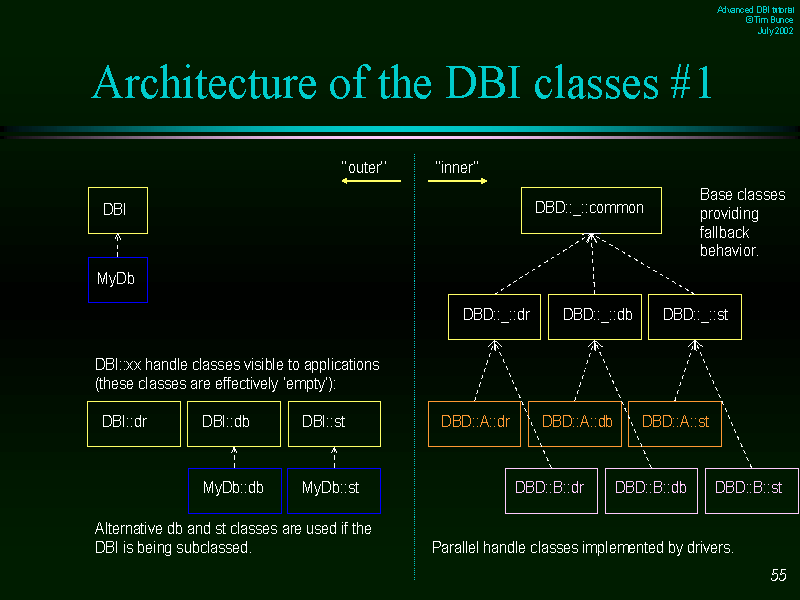 Advanced DBI tutorial
©Tim Bunce
July 2002
Architecture of the DBI classes #1
"outer"
"inner"
DBI
MyDb
DBD::_::common
Base classes
providing
fallback
behavior.
DBD::_::dr
DBD::_::db
DBD::_::st
DBI::xx handle classes visible to applications
(these classes are effectively 'empty'):
DBI::dr
DBI::db
DBI::st
DBD::A::dr
DBD::A::db
DBD::A::st
MyDb::db
MyDb::st
DBD::B::dr
DBD::B::db
DBD::B::st
Alternative db and st classes are used if the
DBI is being subclassed.
Parallel handle classes implemented by drivers.
55